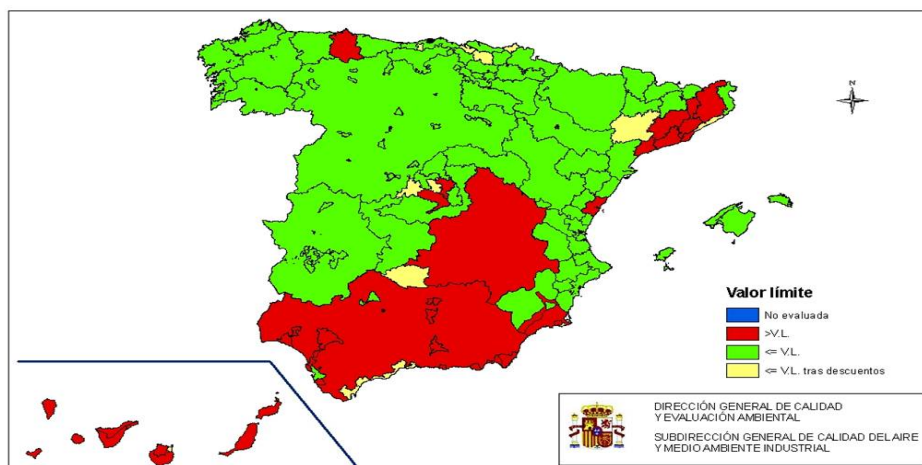 N
Valor límite
No evaluada
>V.L.
<= V.L.
<= V.L. tras descuentos
DIRECCIÓN GENERAL DE CALIDAD
Y EVALUACIÓN AMBIENTAL
SUBDIRECCIÓN GENERAL DE CALIDAD DEL AIRE
Y MEDIO AMBIENTE INDUSTRIAL